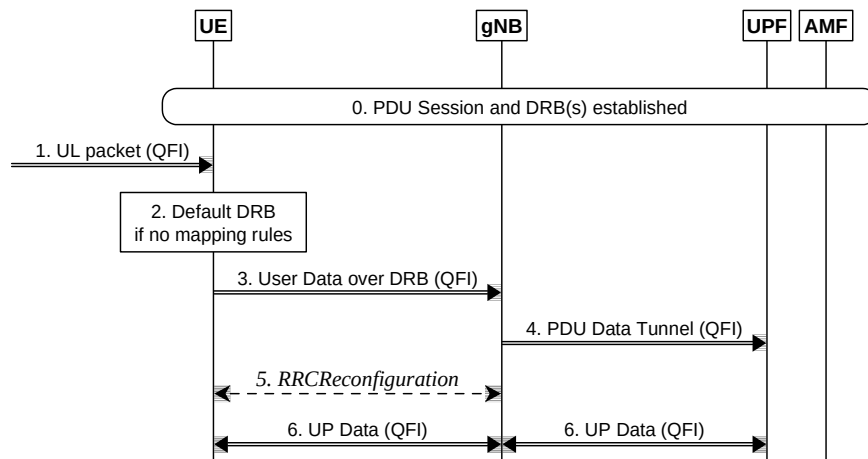 UE gNB UPF AMF
0. PDU Session and DRB(s) established
1. UL packet (QFI)
2. Default DRB
if no mapping rules
3. User Data over DRB (QFI)
4. PDU Data Tunnel (QFI)
5. RRCReconfiguration
6. UP Data (QFI) 6. UP Data (QFI)